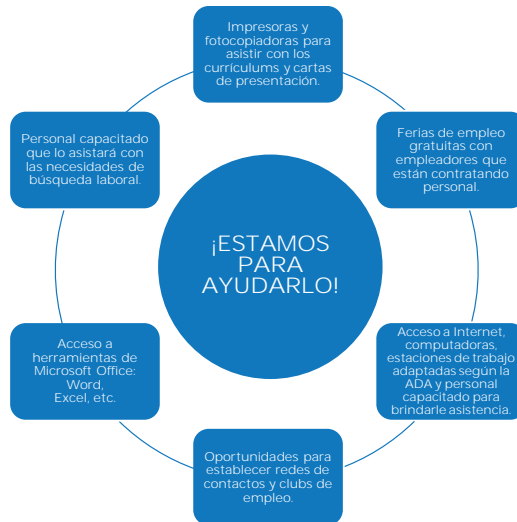 Impresoras y
fotocopiadoras para
asistir con los
currículums y cartas
de presentación.
Ferias de empleo
gratuitas con
empleadores que
están contratando
personal.
Acceso a Internet,
computadoras,
estaciones de trabajo
adaptadas según la
ADA y personal
capacitado para
brindarle asistencia.
Oportunidades para
establecer redes de
contactos y clubs de
empleo.
Acceso a
herramientas de
Microsoft Office:
Word,
Excel, etc.
Personal capacitado
que lo asistará con
las necesidades de
búsqueda laboral.
¡ESTAMOS
PARA
AYUDARLO!